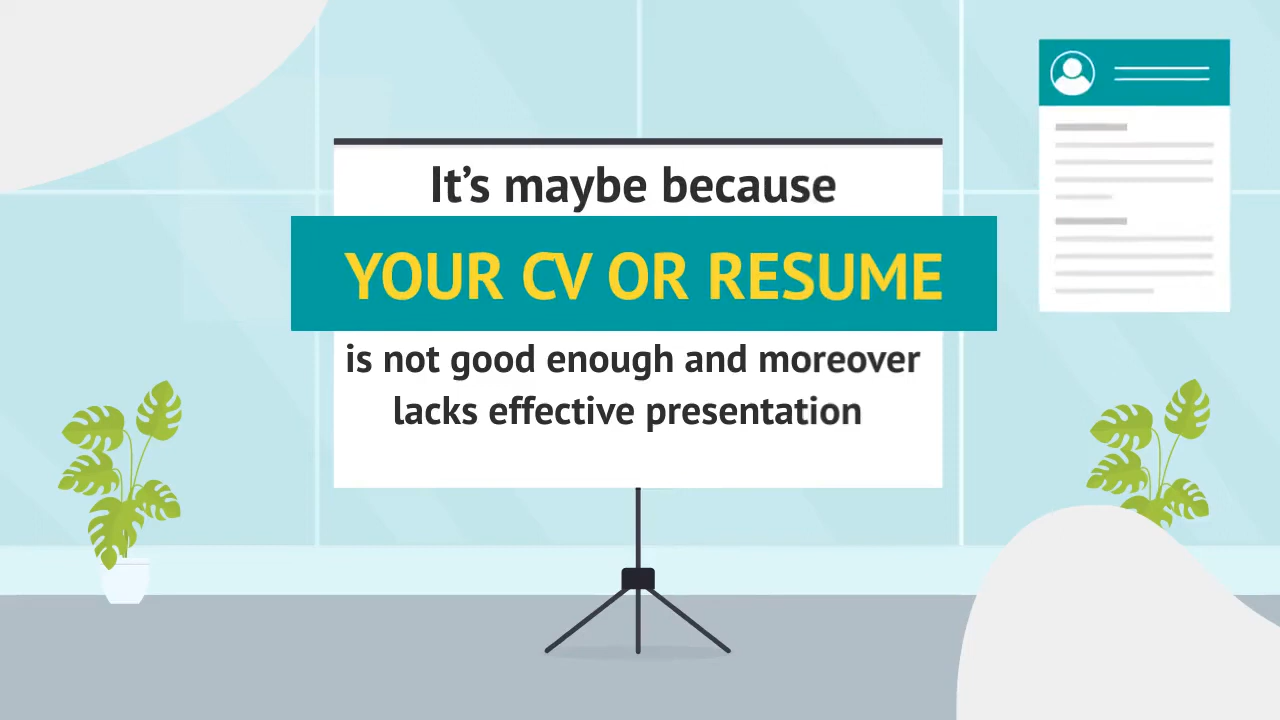 It’s maybe because
YOUR CV OR RESUME
is not good enough and moreover
lacks effective presentation